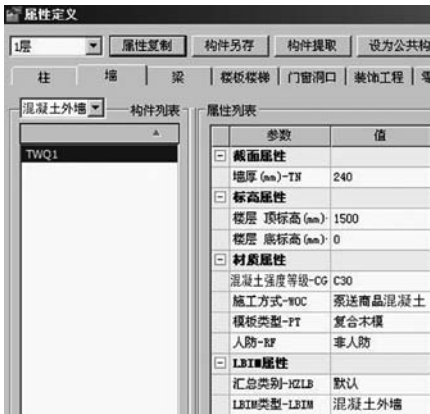 属性定义
1层 属性复制 构件另存 构件提取 设为公共构
柱 墙 梁 楼板楼梯 门窗洞口 装饰工程
混凝土外墙 构件列表 属性列表
参数 值
TWQ1
截面属性
墙厚(mm)-TN 240
标高属性
楼层 顶标高(mm) 1500
楼层 底标高(mm) 0
材质属性
混凝土强度等级-CG C30
施工方式-WOC 泵送商品混凝土
模板类型-PT 复合木模
人防-RF 非人防
LBIM属性
汇总类别-HZLB 默认
LBIM类型-LBIM 混凝土外墙